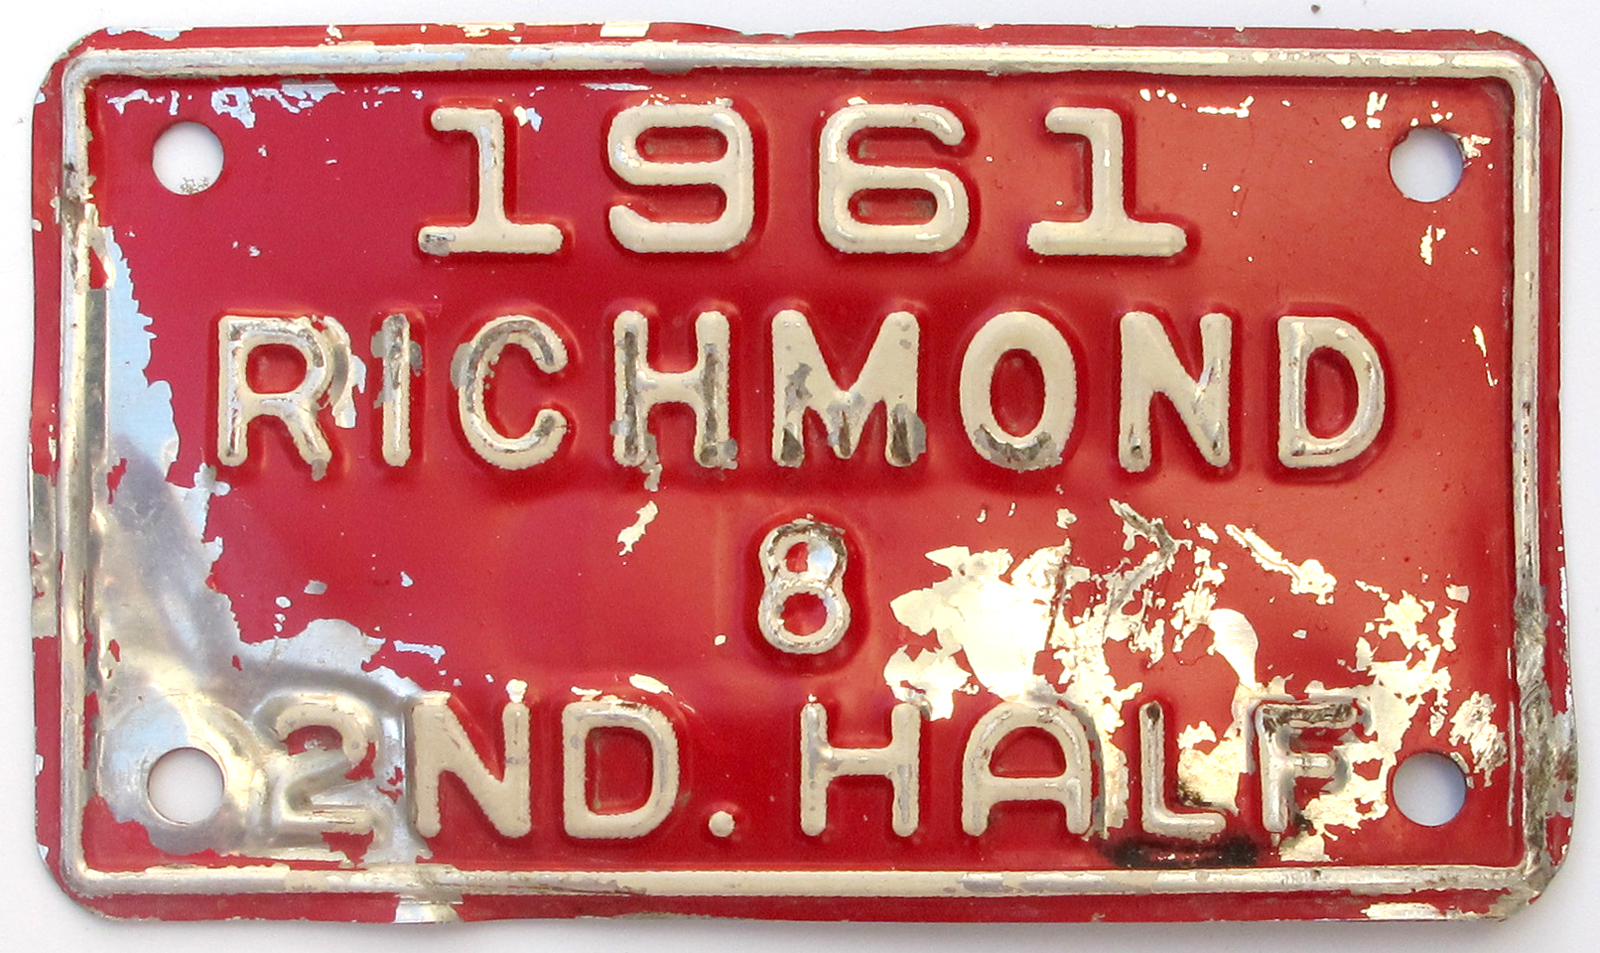 1961
RICHMOND
8
2ND. HALF